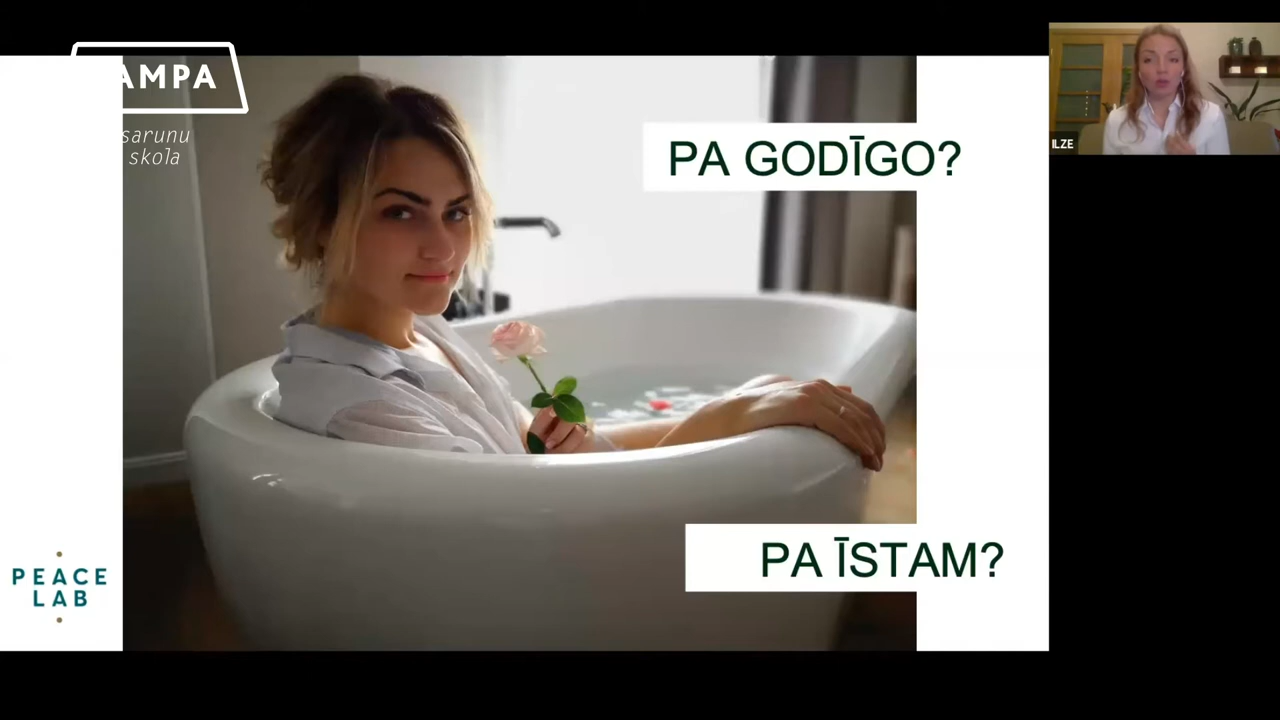 AMPA
sarunu
skola
PA GODĪGO?
ILZE
PA ĪSTAM?
PEACE
LAB